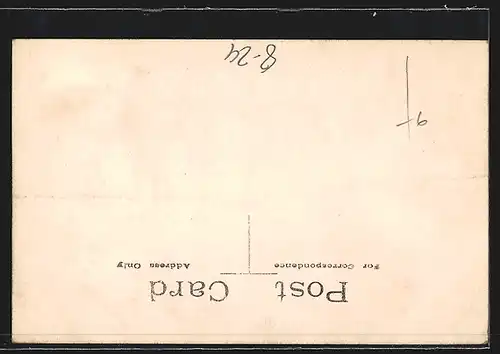 Post Card
For Correspondence
Address Only
8-24